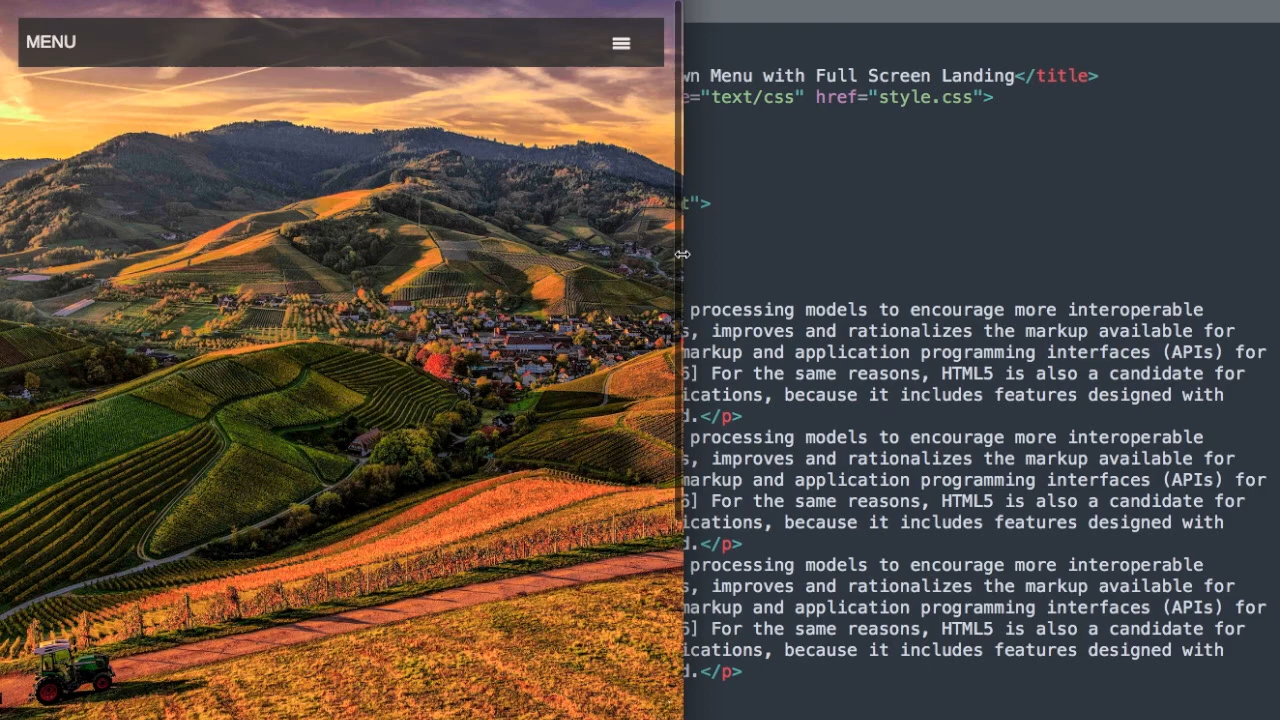 MENU
wn Menu with Full Screen Landing</title>
e="text/css" href="style.css">
t">
processing models to encourage more interoperable
s, improves and rationalizes the markup available for
markup and application programming interfaces (APIs) for
5] For the same reasons, HTML5 is also a candidate for
ications, because it includes features designed with
d.</p>
processing models to encourage more interoperable
s, improves and rationalizes the markup available for
markup and application programming interfaces (APIs) for
5] For the same reasons, HTML5 is also a candidate for
ications, because it includes features designed with
d.</p>
processing models to encourage more interoperable
s, improves and rationalizes the markup available for
markup and application programming interfaces (APIs) for
5] For the same reasons, HTML5 is also a candidate for
ications, because it includes features designed with
d.</p>